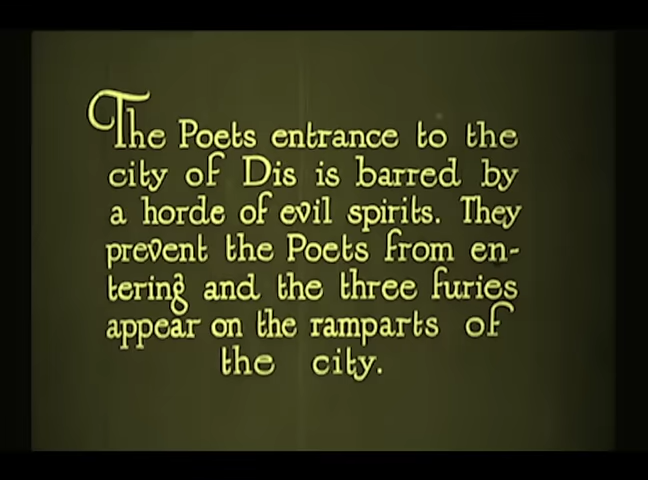 The Poets entrance to the
city of Dis is barred by
a horde of evil spirits. They
prevent the Poets from en-
tering and the three furies
appear on the ramparts of
the city.